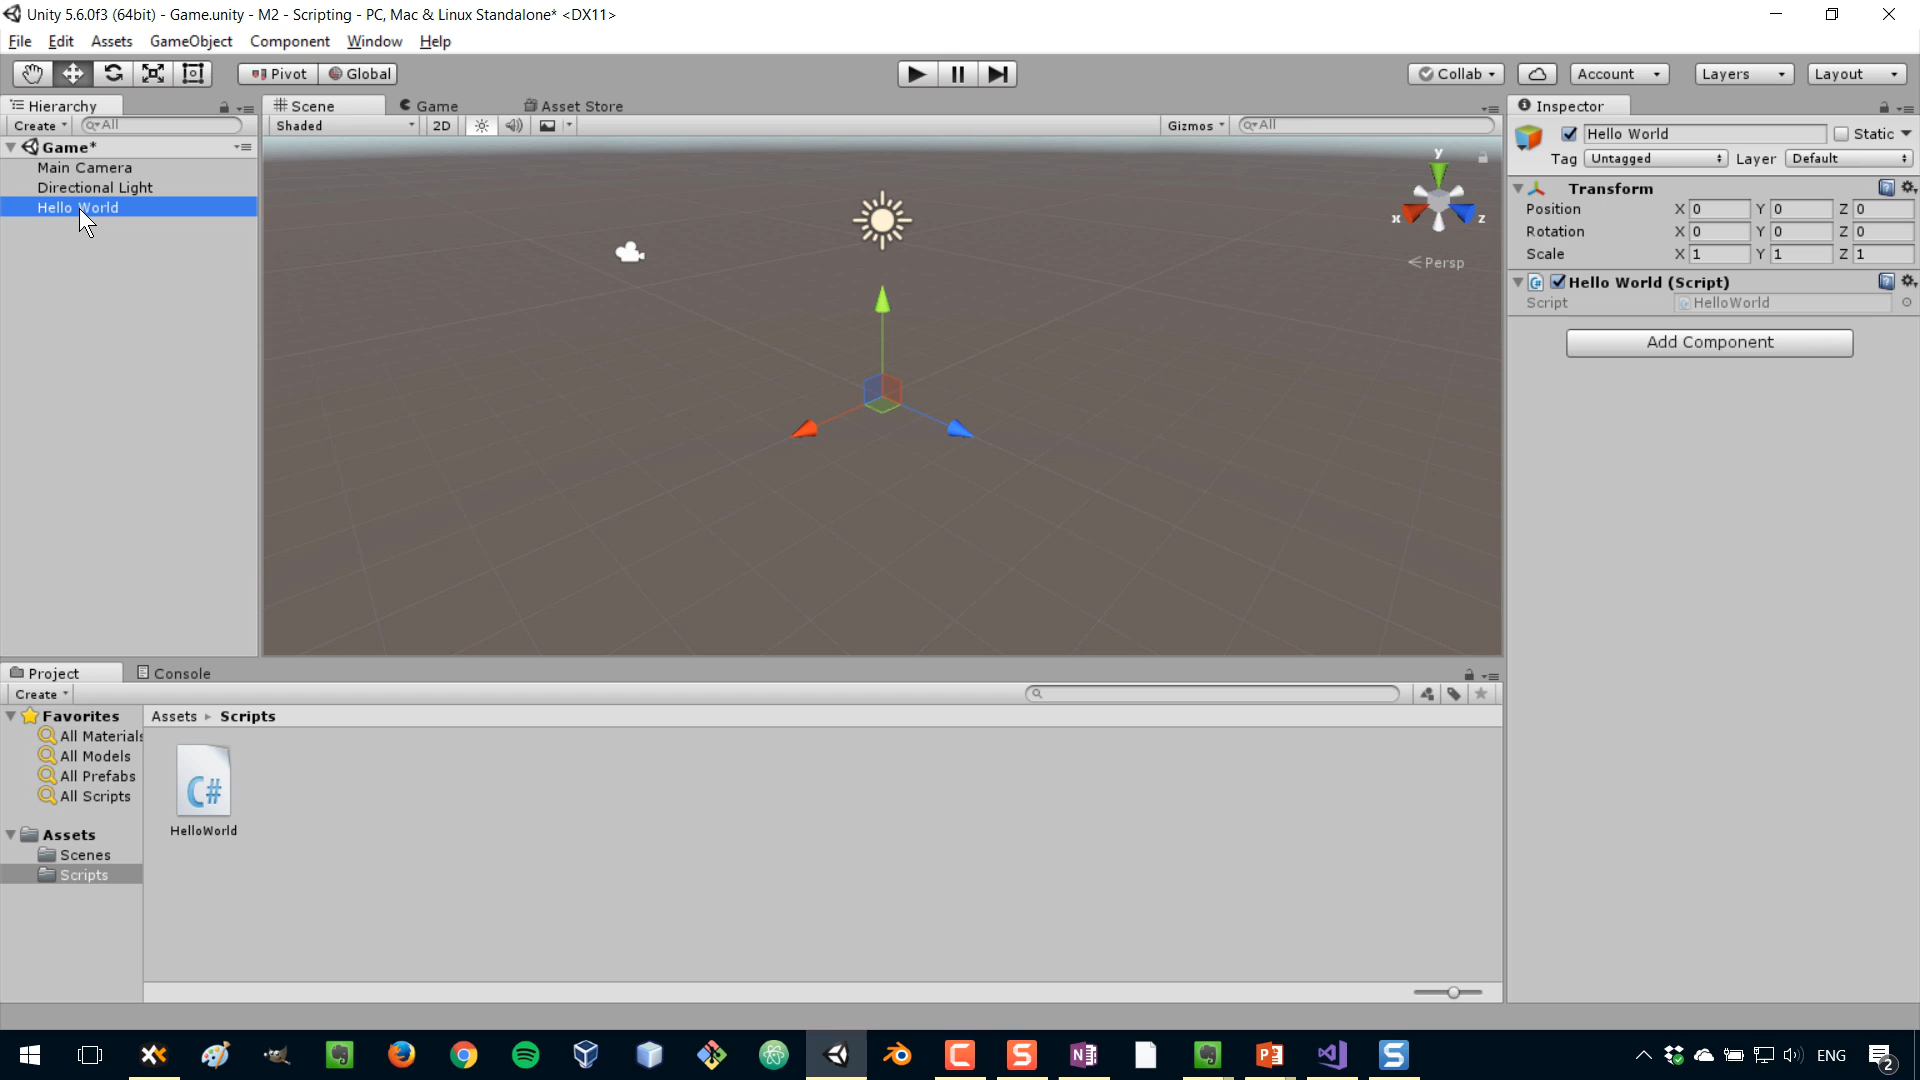 Unity 5.6.0f3 (64bit) - Game.unity - M2 - Scripting - PC, Mac & Linux Standalone* <DX11>
File Edit Assets GameObject Component Window Help
Pivot Global Collab Account Layers Layout
Hierarchy Scene Game Asset Store Inspector
Create All Shaded 2D Gizmos All
Hello World Static
Game*
Main Camera
Directional Light
Hello World
Tag Untagged Layer Default
Transform
Position X 0 Y 0 Z 0
Rotation X 0 Y 0 Z 0
Scale X 1 Y 1 Z 1
y
x z
Persp
Hello World (Script)
Script HelloWorld
Add Component
Project Console
Create
Favorites
All Materials
All Models
All Prefabs
All Scripts
Assets
Scenes
Scripts
Assets Scripts
C#
HelloWorld
ENG
2